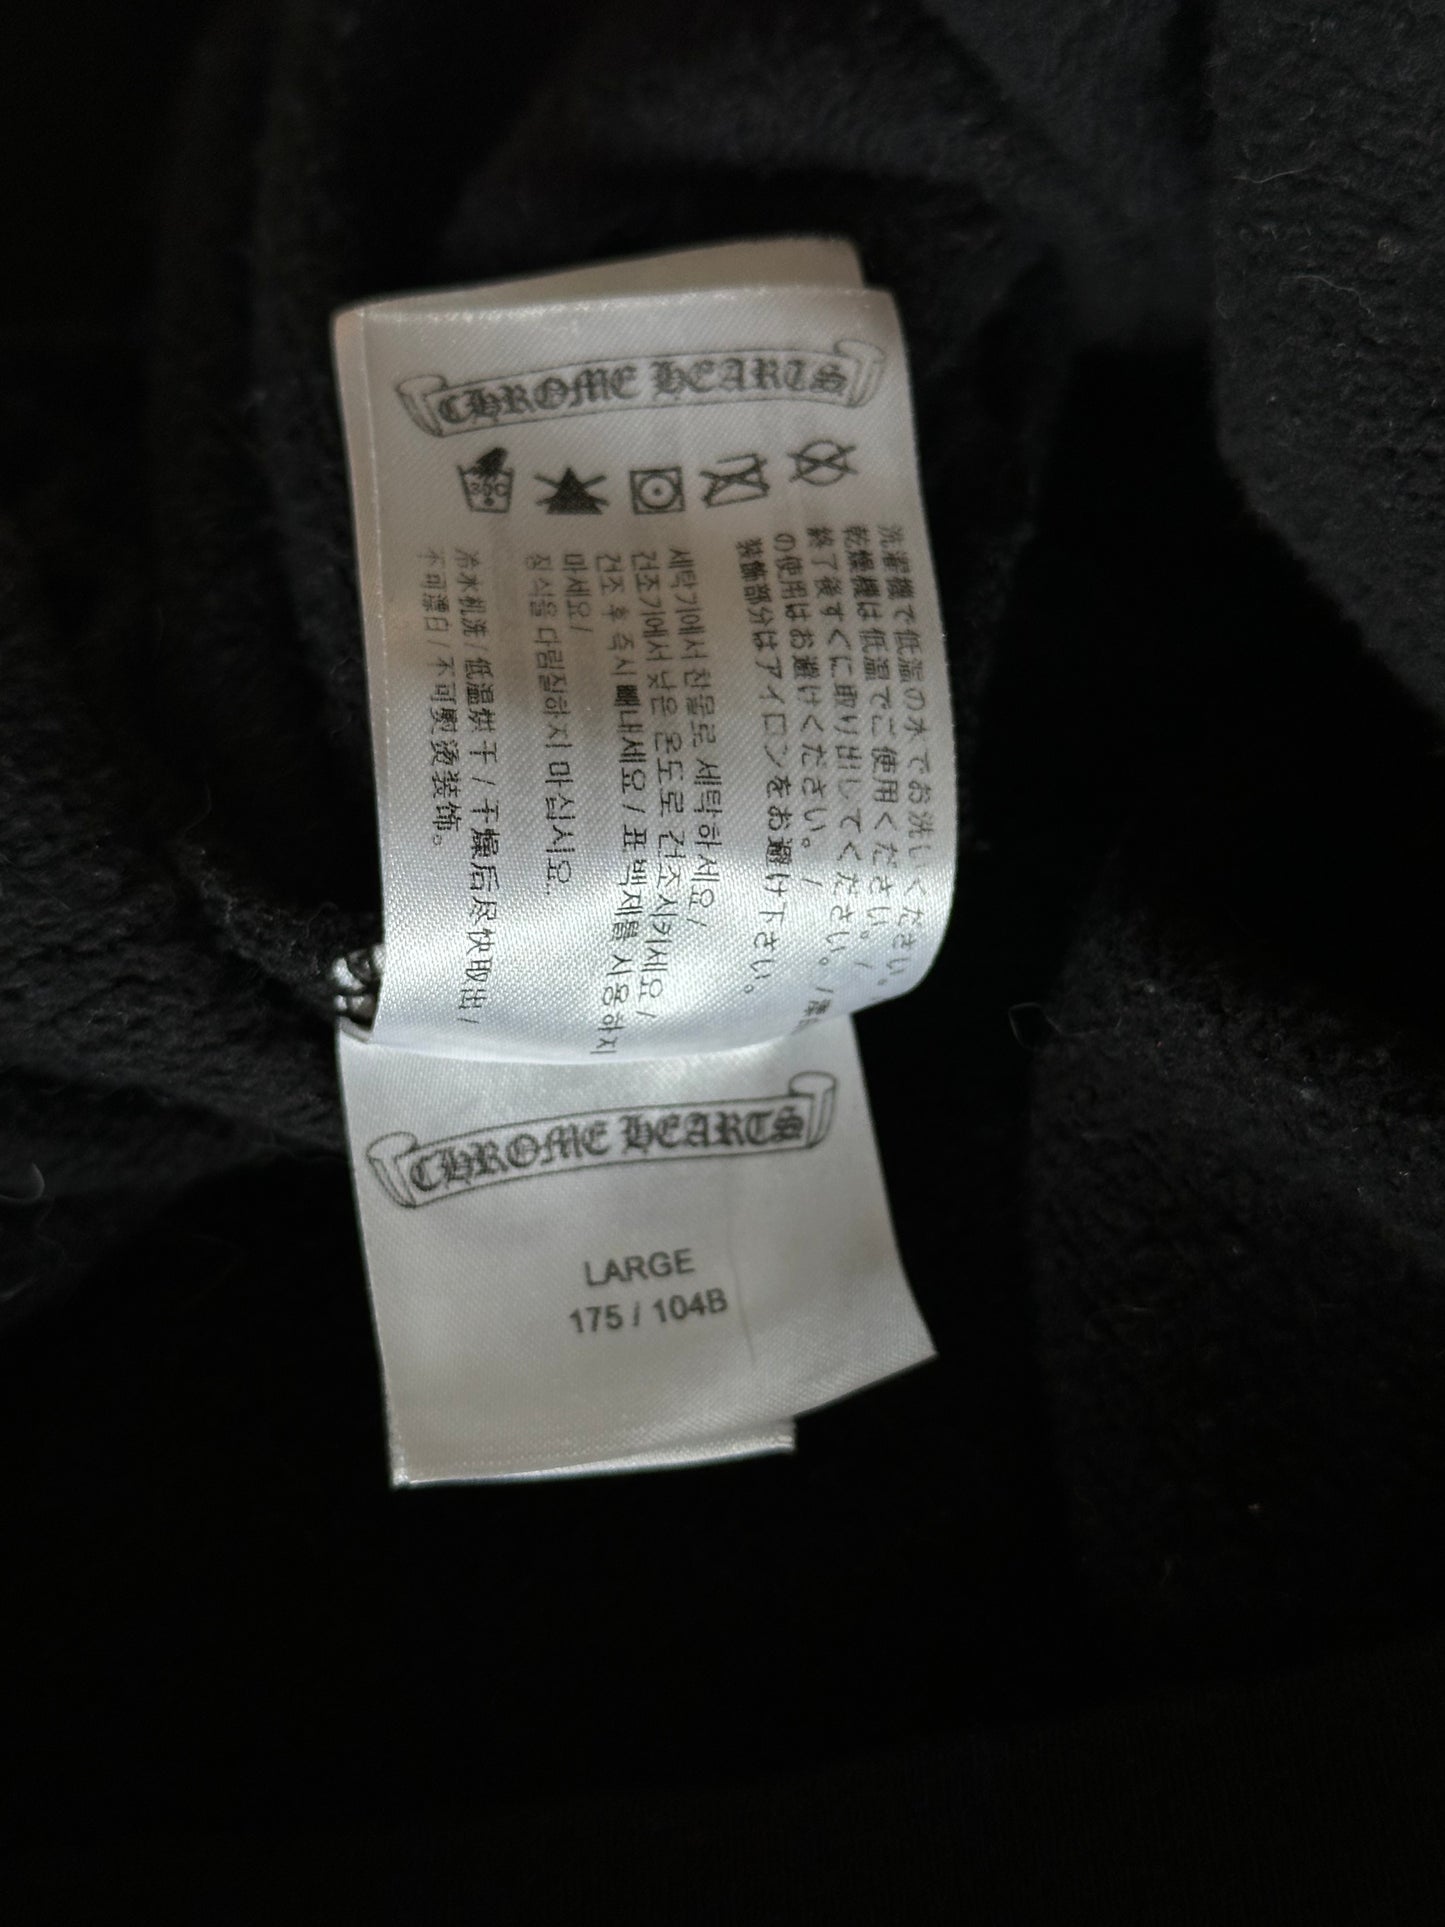 CHROME HEARTS
洗濯機で低温の水でお洗いください。/
乾燥機は低温でご使用ください。/
終了後すぐに取り出してください。/漂白
の使用はお避けください。/
装飾部分はアイロンをお避け下さい。
세탁기에서 찬물로 세탁하세요/
건조기에서 낮은 온도로 건조시키세요/
건조 후 즉시 빼내세요/ 표백제를 사용하지
마세요/
장식을 다림질하지 마십시오.
冷水机洗/低温烘干/干燥后尽快取出/
不可漂白/不可熨烫装饰。
CHROME HEARTS
LARGE
175 / 104B